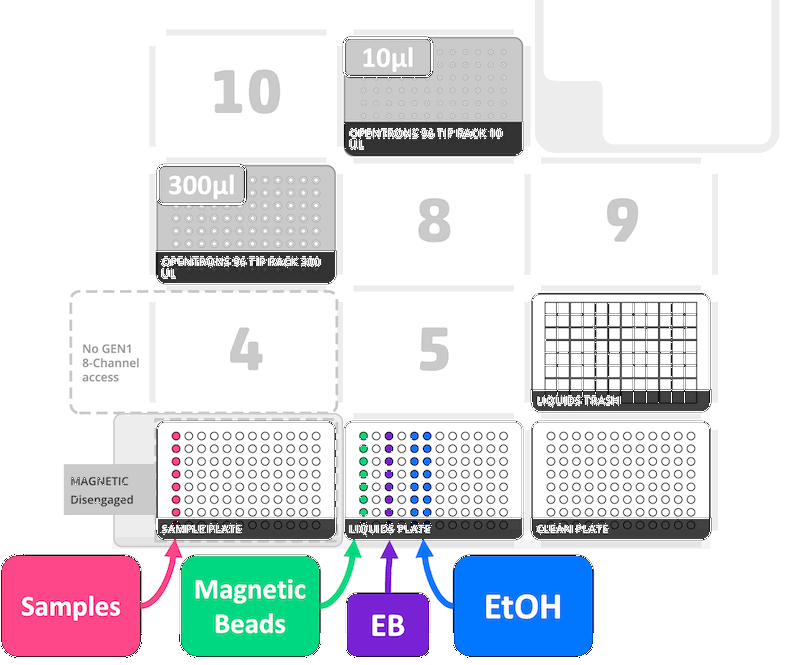 10
10µl
OPENTRONS 96 TIP RACK 10
UL
300µl
OPENTRONS 96 TIP RACK 300
UL
8
9
No GEN1
8-Channel
access
4
5
LIQUIDS TRASH
MAGNETIC
Disengaged
SAMPLE PLATE
LIQUIDS PLATE
CLEAN PLATE
Samples
Magnetic
Beads
EB
EtOH